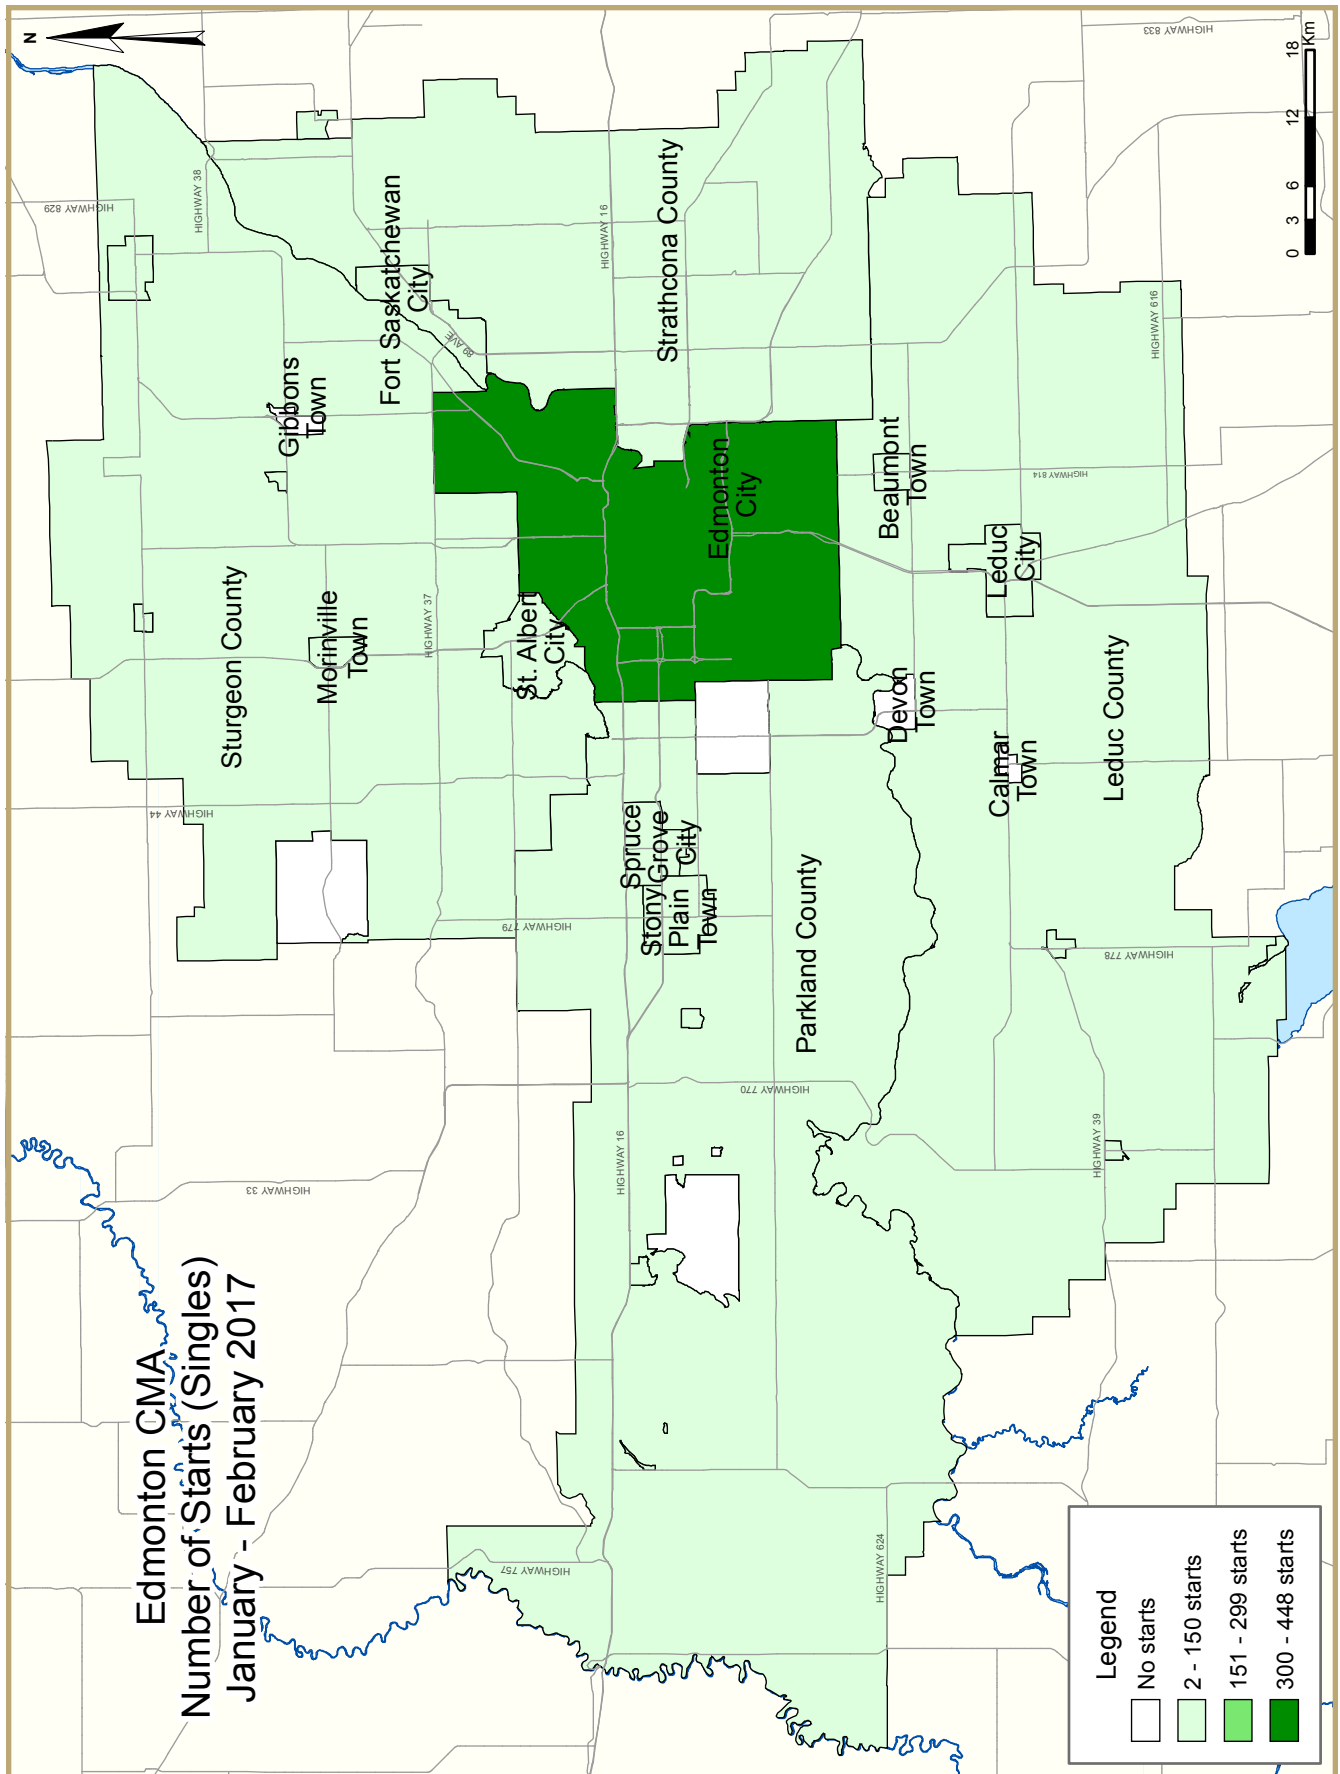 Edmonton CMA
Number of Starts (Singles)
January - February 2017
N
HIGHWAY 829
HIGHWAY 38
HIGHWAY 833
Gibbons
Town
Fort Saskatchewan
City
89 AVE
HIGHWAY 16
Strathcona County
Sturgeon County
Morinville
Town
HIGHWAY 37
HIGHWAY 44
St. Albert
City
Edmonton
City
Beaumont
Town
HIGHWAY 814
HIGHWAY 616
Leduc
City
Devon
Town
Calmar
Town
Leduc County
Spruce
Grove
City
Stony
Plain
Town
HIGHWAY 779
Parkland County
HIGHWAY 778
HIGHWAY 770
HIGHWAY 16
HIGHWAY 39
HIGHWAY 33
HIGHWAY 757
HIGHWAY 624
0 3 6 12 18
Km
Legend
No starts
2 - 150 starts
151 - 299 starts
300 - 448 starts